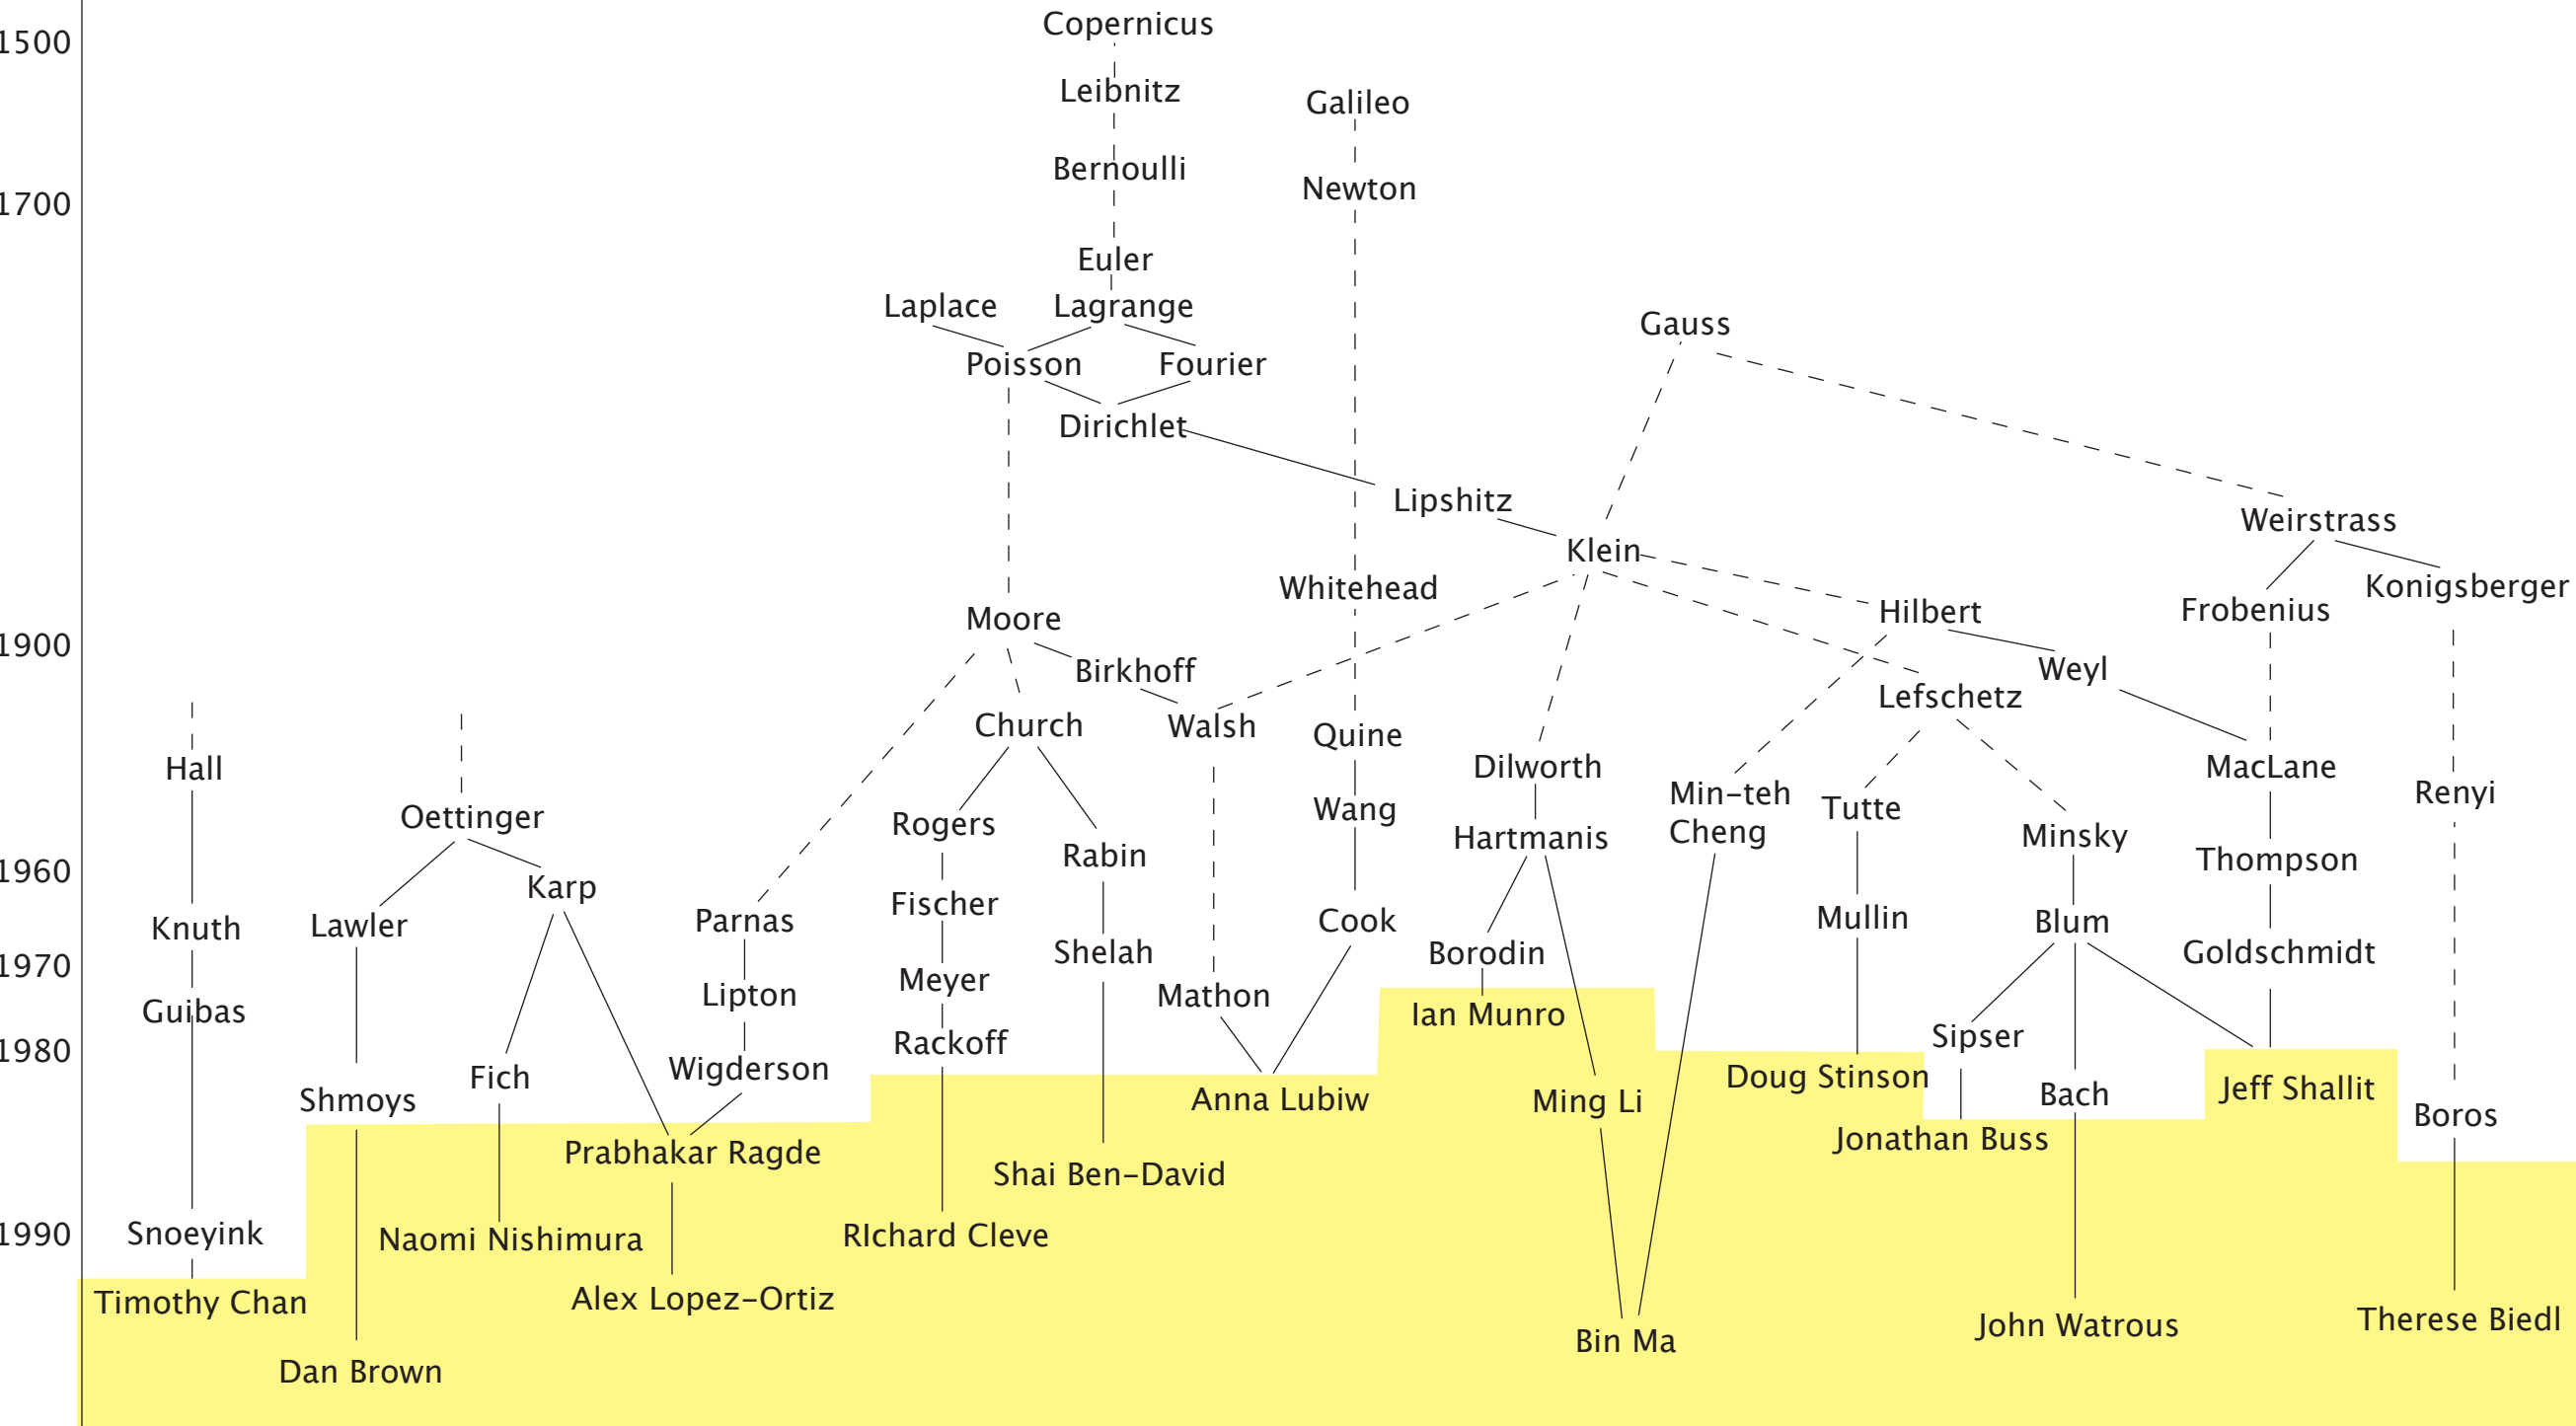 Copernicus
1500
Leibnitz
Galileo
Bernoulli
Newton
1700
Euler
Laplace
Lagrange
Gauss
Poisson
Fourier
Dirichlet
Lipshitz
Weirstrass
Klein
Whitehead
Konigsberger
Moore
Hilbert
Frobenius
1900
Birkhoff
Weyl
Lefschetz
Church
Walsh
Quine
Hall
Dilworth
MacLane
Min-teh
Cheng
Renyi
Oettinger
Rogers
Wang
Tutte
Hartmanis
Minsky
Rabin
Thompson
1960
Karp
Fischer
Knuth
Lawler
Parnas
Cook
Mullin
Blum
Shelah
Borodin
Goldschmidt
1970
Meyer
Lipton
Mathon
Guibas
Ian Munro
Rackoff
Sipser
1980
Wigderson
Fich
Doug Stinson
Jeff Shallit
Shmoys
Anna Lubiw
Ming Li
Bach
Boros
Prabhakar Ragde
Jonathan Buss
Shai Ben-David
1990
Snoeyink
Naomi Nishimura
RIchard Cleve
Timothy Chan
Alex Lopez-Ortiz
Bin Ma
John Watrous
Therese Biedl
Dan Brown